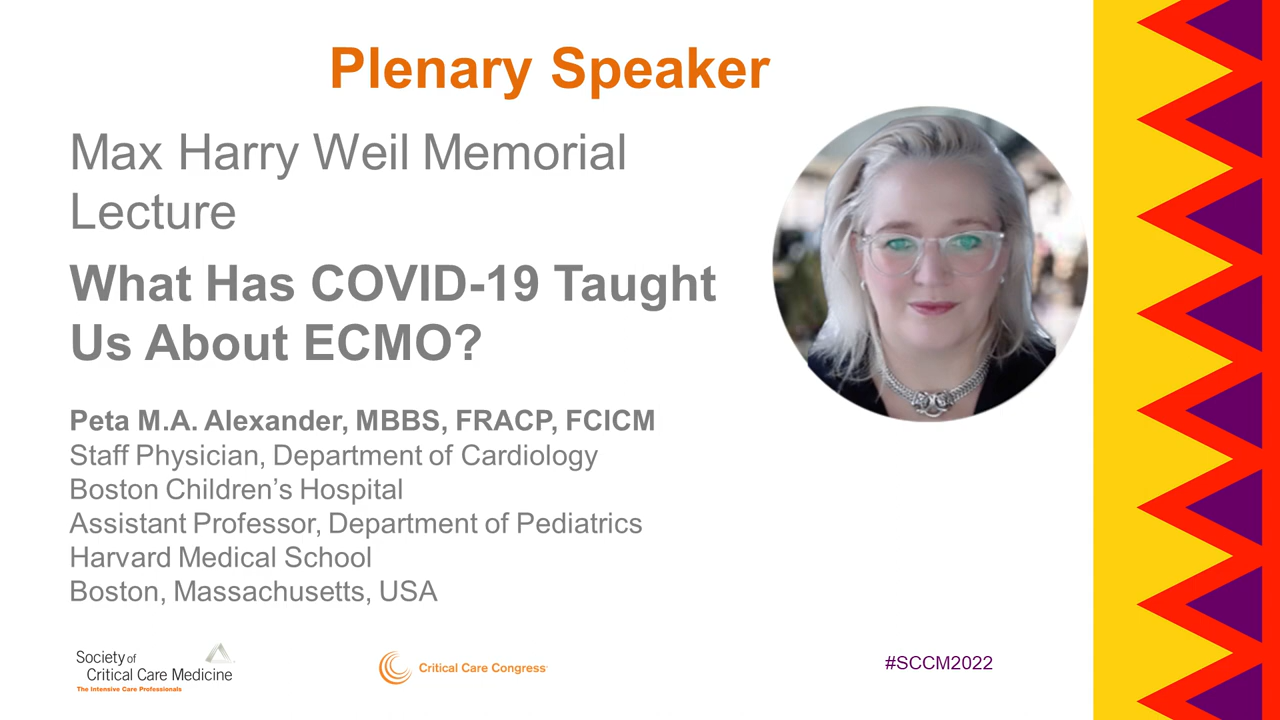 Plenary Speaker
Max Harry Weil Memorial
Lecture
What Has COVID-19 Taught
Us About ECMO?
Peta M.A. Alexander, MBBS, FRACP, FCICM
Staff Physician, Department of Cardiology
Boston Children’s Hospital
Assistant Professor, Department of Pediatrics
Harvard Medical School
Boston, Massachusetts, USA
Society of
Critical Care Medicine
The Intensive Care Professionals
Critical Care Congress
#SCCM2022